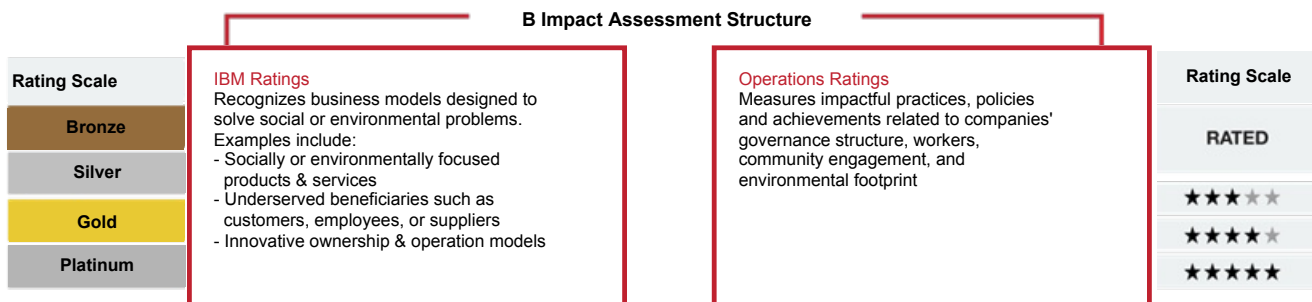 B Impact Assessment Structure
Rating Scale
Bronze
Silver
Gold
Platinum
IBM Ratings
Recognizes business models designed to
solve social or environmental problems.
Examples include:
- Socially or environmentally focused
products & services
- Underserved beneficiaries such as
customers, employees, or suppliers
- Innovative ownership & operation models
Operations Ratings
Measures impactful practices, policies
and achievements related to companies'
governance structure, workers,
community engagement, and
environmental footprint
Rating Scale
RATED
★★★★★
★★★★★
★★★★★